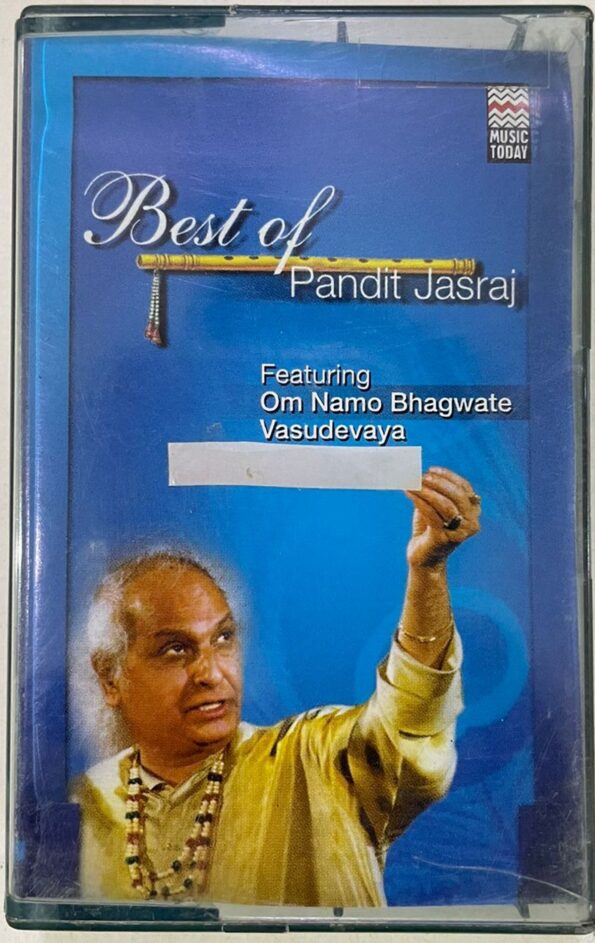 MUSIC
TODAY
Best of
Pandit Jasraj
Featuring
Om Namo Bhagwate
Vasudevaya